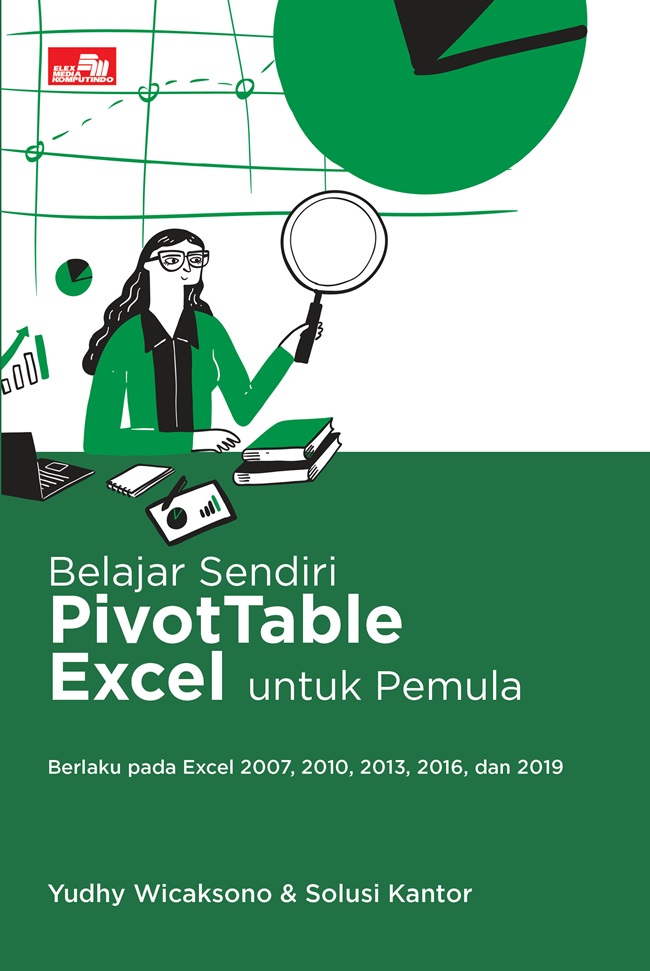 ELEX
MEDIA
KOMPUTINDO
Belajar Sendiri
PivotTable
Excel untuk Pemula
Berlaku pada Excel 2007, 2010, 2013, 2016, dan 2019
Yudhy Wicaksono & Solusi Kantor